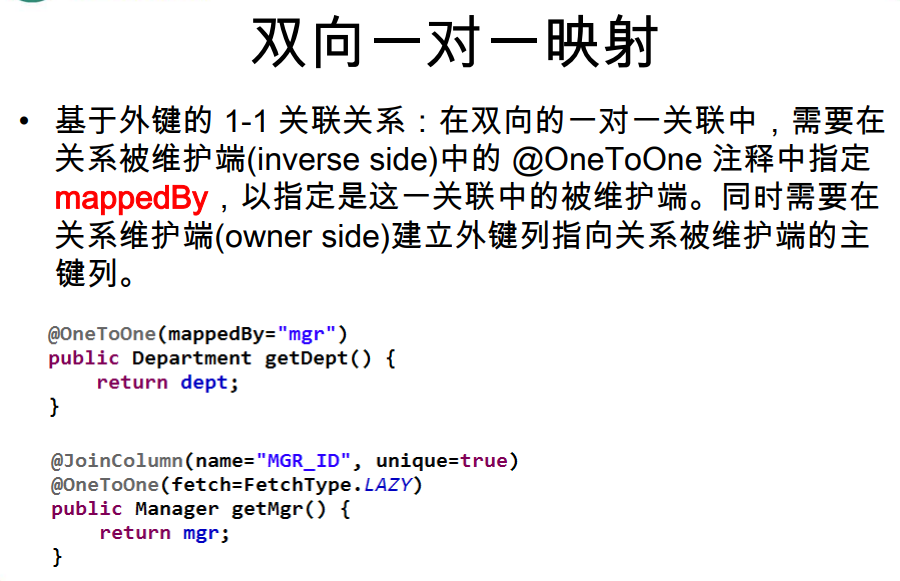 双向一对一映射
• 基于外键的 1-1 关联关系：在双向的一对一关联中，需要在
关系被维护端(inverse side)中的 @OneToOne 注释中指定
mappedBy，以指定是这一关联中的被维护端。同时需要在
关系维护端(owner side)建立外键列指向关系被维护端的主
键列。
@OneToOne(mappedBy="mgr")
public Department getDept() {
    return dept;
}
@JoinColumn(name="MGR_ID", unique=true)
@OneToOne(fetch=FetchType.LAZY)
public Manager getMgr() {
    return mgr;
}